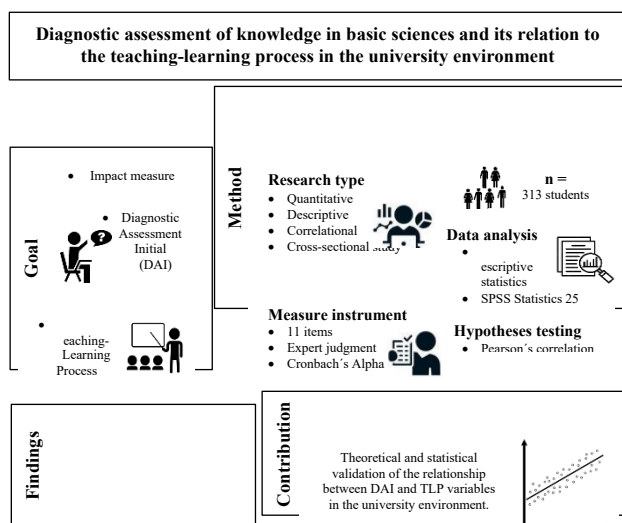 Diagnostic assessment of knowledge in basic sciences and its relation to
the teaching-learning process in the university environment
Goal
• Impact measure
• Diagnostic
Assessment
Initial
(DAI)
?
•
eaching-
Learning
Process
Method
Research type
• Quantitative
• Descriptive
• Correlational
• Cross-sectional study
n =
313 students
Data analysis
•
escriptive
statistics
• SPSS Statistics 25
Measure instrument
• 11 items
• Expert judgment
• Cronbach´s Alpha
Hypotheses testing
• Pearson´s correlation
Findings
Contribution
Theoretical and statistical
validation of the relationship
between DAI and TLP variables
in the university environment.